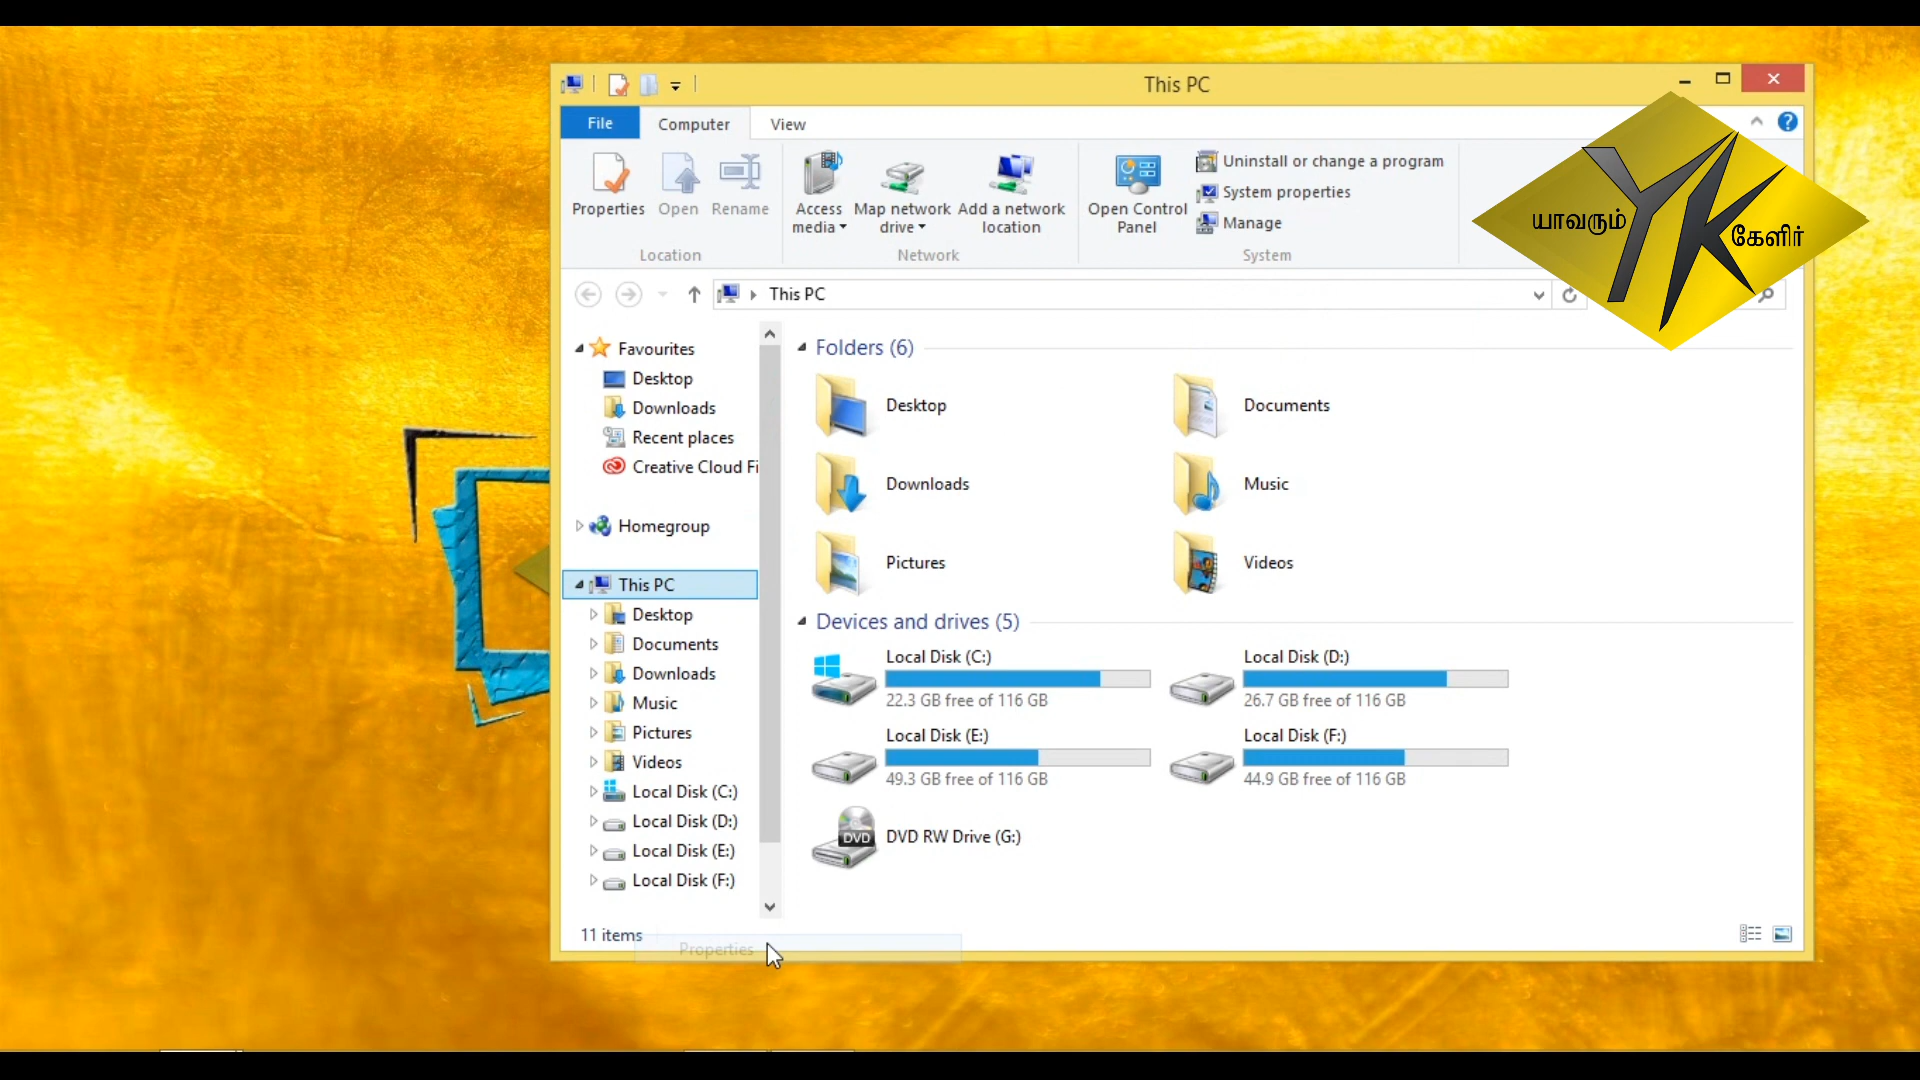 This PC
File
Computer
View
Properties
Open
Rename
Access media
Map network drive
Add a network location
Open Control Panel
Uninstall or change a program
System properties
Manage
Location
Network
System
யாவரும்
YK
கேளிர்
This PC
Favourites
Desktop
Downloads
Recent places
Creative Cloud Fi
Homegroup
This PC
Desktop
Documents
Downloads
Music
Pictures
Videos
Local Disk (C:)
Local Disk (D:)
Local Disk (E:)
Local Disk (F:)
Folders (6)
Desktop
Documents
Downloads
Music
Pictures
Videos
Devices and drives (5)
Local Disk (C:)
22.3 GB free of 116 GB
Local Disk (D:)
26.7 GB free of 116 GB
Local Disk (E:)
49.3 GB free of 116 GB
Local Disk (F:)
44.9 GB free of 116 GB
DVD
DVD RW Drive (G:)
11 items
Properties